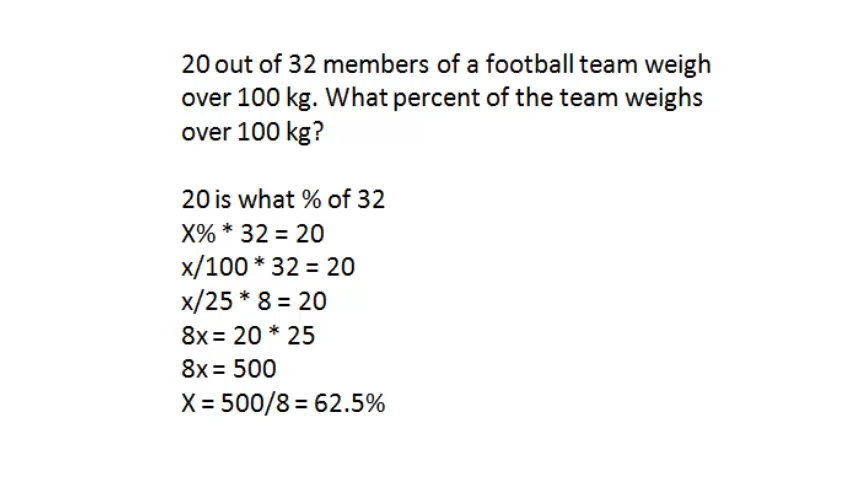 20 out of 32 members of a football team weigh
over 100 kg. What percent of the team weighs
over 100 kg?
20 is what % of 32
X% * 32 = 20
x/100 * 32 = 20
x/25 * 8 = 20
8x = 20 * 25
8x = 500
X = 500/8 = 62.5%